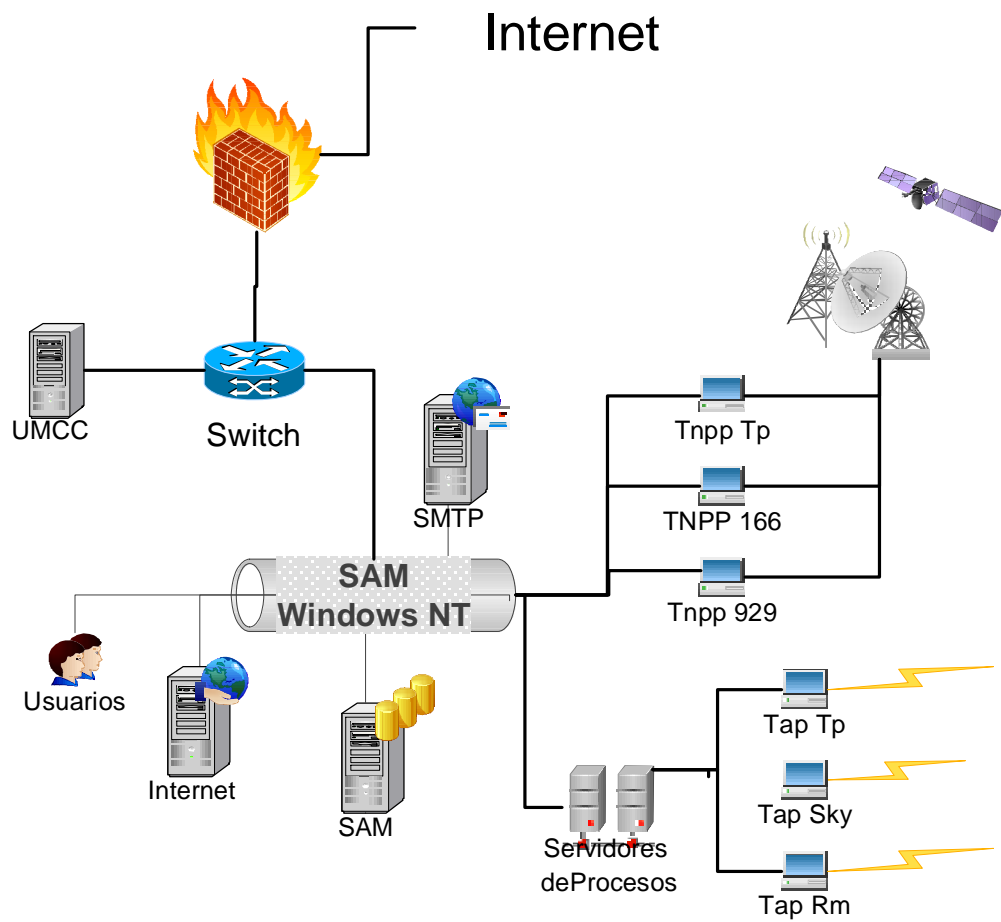 Internet
UMCC
Switch
SMTP
Tnpp Tp
TNPP 166
Tnpp 929
SAM
Windows NT
Usuarios
Internet
SAM
Servidores
deProcesos
Tap Tp
Tap Sky
Tap Rm